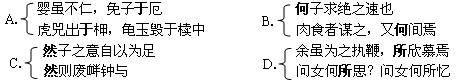 A. 婴虽不仁，免子于厄
虎兕出于柙，龟玉毁于椟中
B. 何子求绝之速也
肉食者谋之，又何间焉
C. 然子之意自以为足
然则废衅钟与
D. 余虽为之执鞭，所欣慕焉
问女何所思？问女何所忆